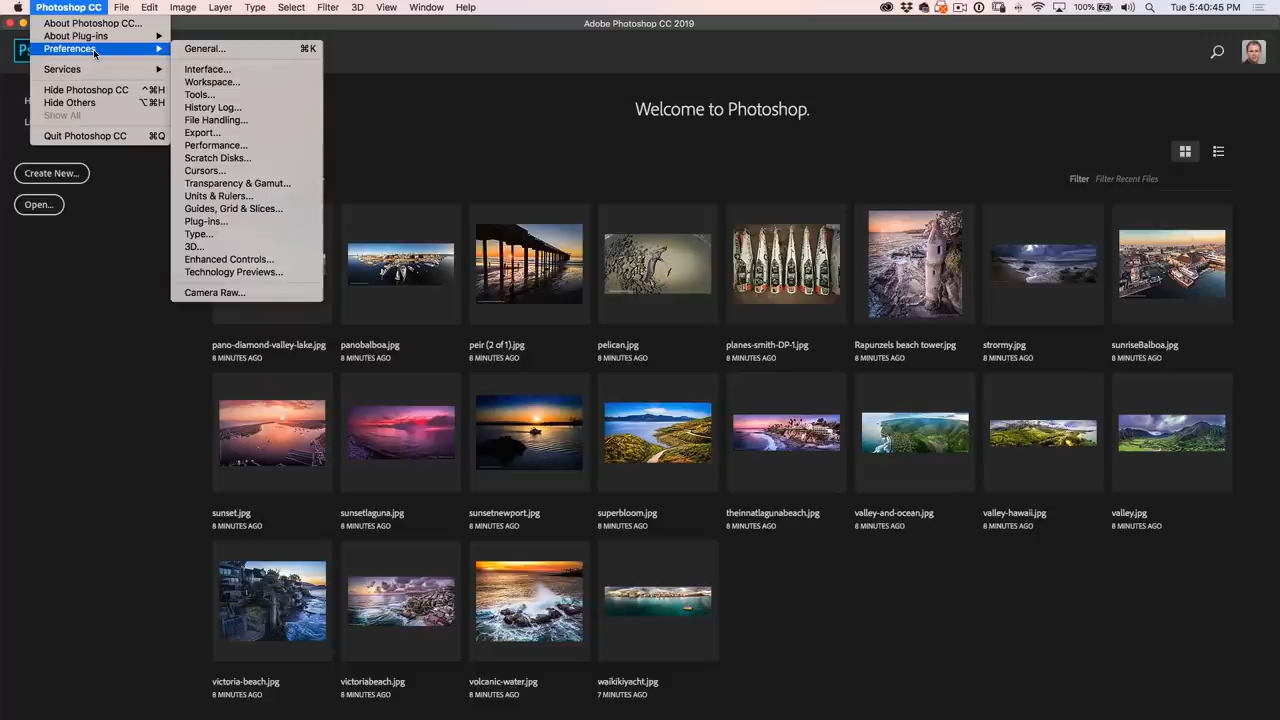 Photoshop CC File Edit Image Layer Type Select Filter 3D View Window Help 100% Tue 5:40:45 PM
Adobe Photoshop CC 2019
About Photoshop CC...
About Plug-ins
Preferences
Services
Hide Photoshop CC ^⌘H
Hide Others ⌥⌘H
Show All
Quit Photoshop CC ⌘Q
General... ⌘K
Interface...
Workspace...
Tools...
History Log...
File Handling...
Export...
Performance...
Scratch Disks...
Cursors...
Transparency & Gamut...
Units & Rulers...
Guides, Grid & Slices...
Plug-ins...
Type...
3D...
Enhanced Controls...
Technology Previews...
Camera Raw...
Ps
Welcome to Photoshop.
Create New...
Open...
Filter Filter Recent Files
pano-diamond-valley-lake.jpg panobalboa.jpg peir (2 of 1).jpg pelican.jpg planes-smith-DP-1.jpg Rapunzels beach tower.jpg strormy.jpg sunriseBalboa.jpg
8 MINUTES AGO 8 MINUTES AGO 8 MINUTES AGO 8 MINUTES AGO 8 MINUTES AGO 8 MINUTES AGO 8 MINUTES AGO 8 MINUTES AGO
sunset.jpg sunsetlaguna.jpg sunsetnewport.jpg superbloom.jpg theinnatlagunabeach.jpg valley-and-ocean.jpg valley-hawaii.jpg valley.jpg
8 MINUTES AGO 8 MINUTES AGO 8 MINUTES AGO 8 MINUTES AGO 8 MINUTES AGO 8 MINUTES AGO 8 MINUTES AGO 8 MINUTES AGO
victoria-beach.jpg victoriabeach.jpg volcanic-water.jpg waikikiyacht.jpg
8 MINUTES AGO 8 MINUTES AGO 8 MINUTES AGO 7 MINUTES AGO